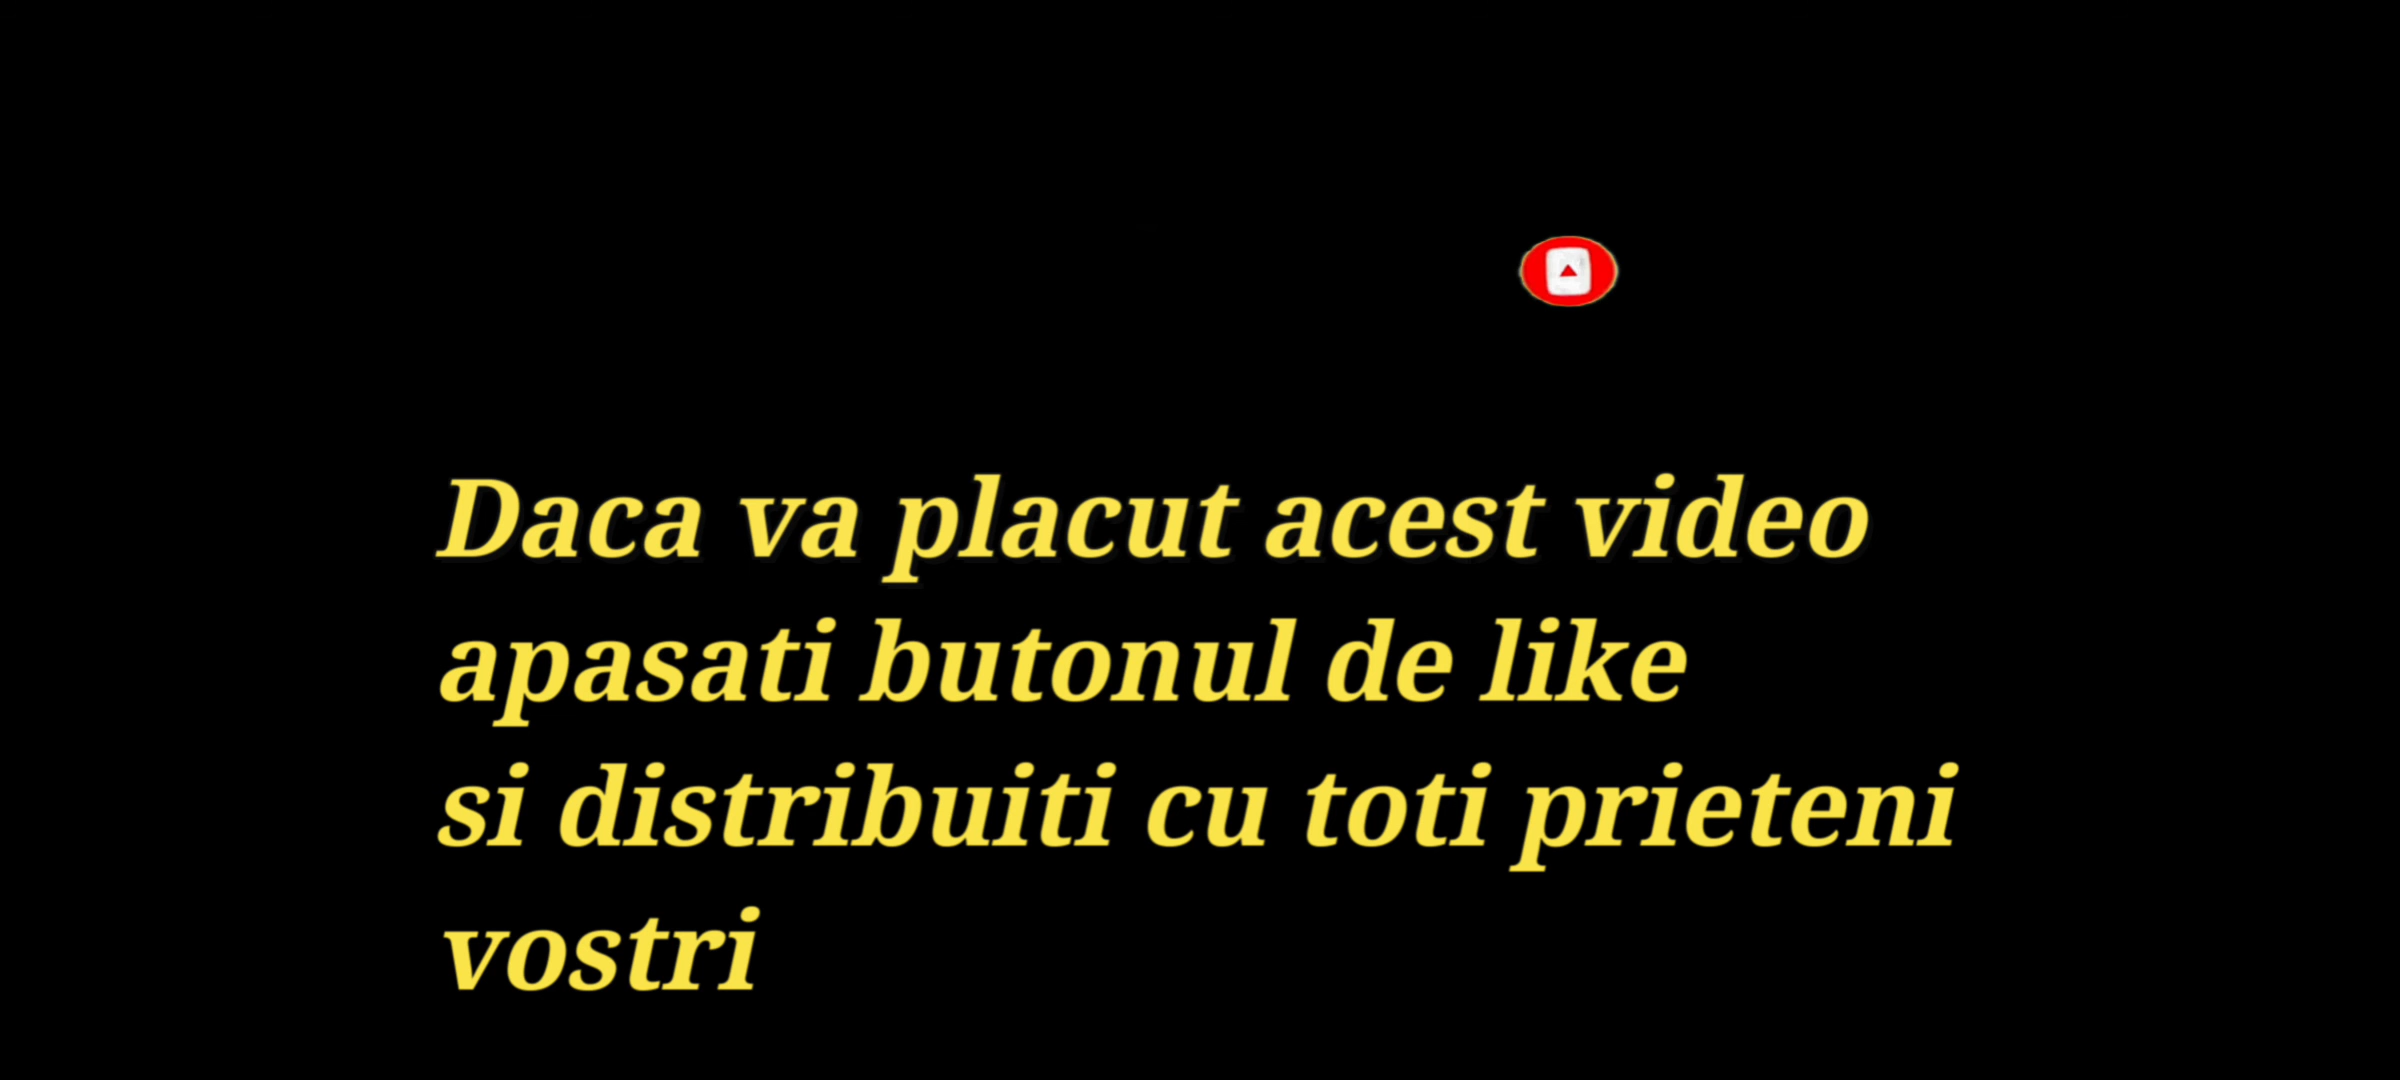 Daca va placut acest video
apasati butonul de like
si distribuiti cu toti prieteni
vostri